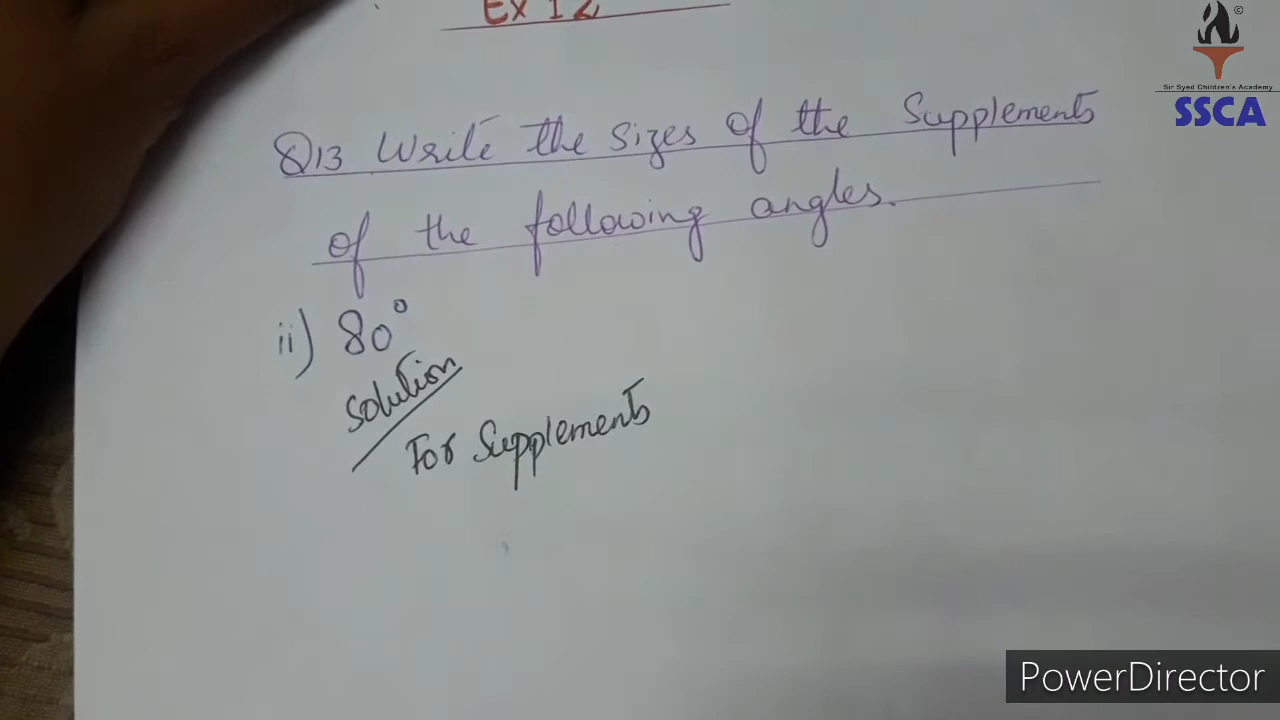 Ex 12
Sir Syed Children's Academy
SSCA
Q13 Write the sizes of the Supplements
of the following angles.
ii) 80°
Solution
For Supplements
PowerDirector